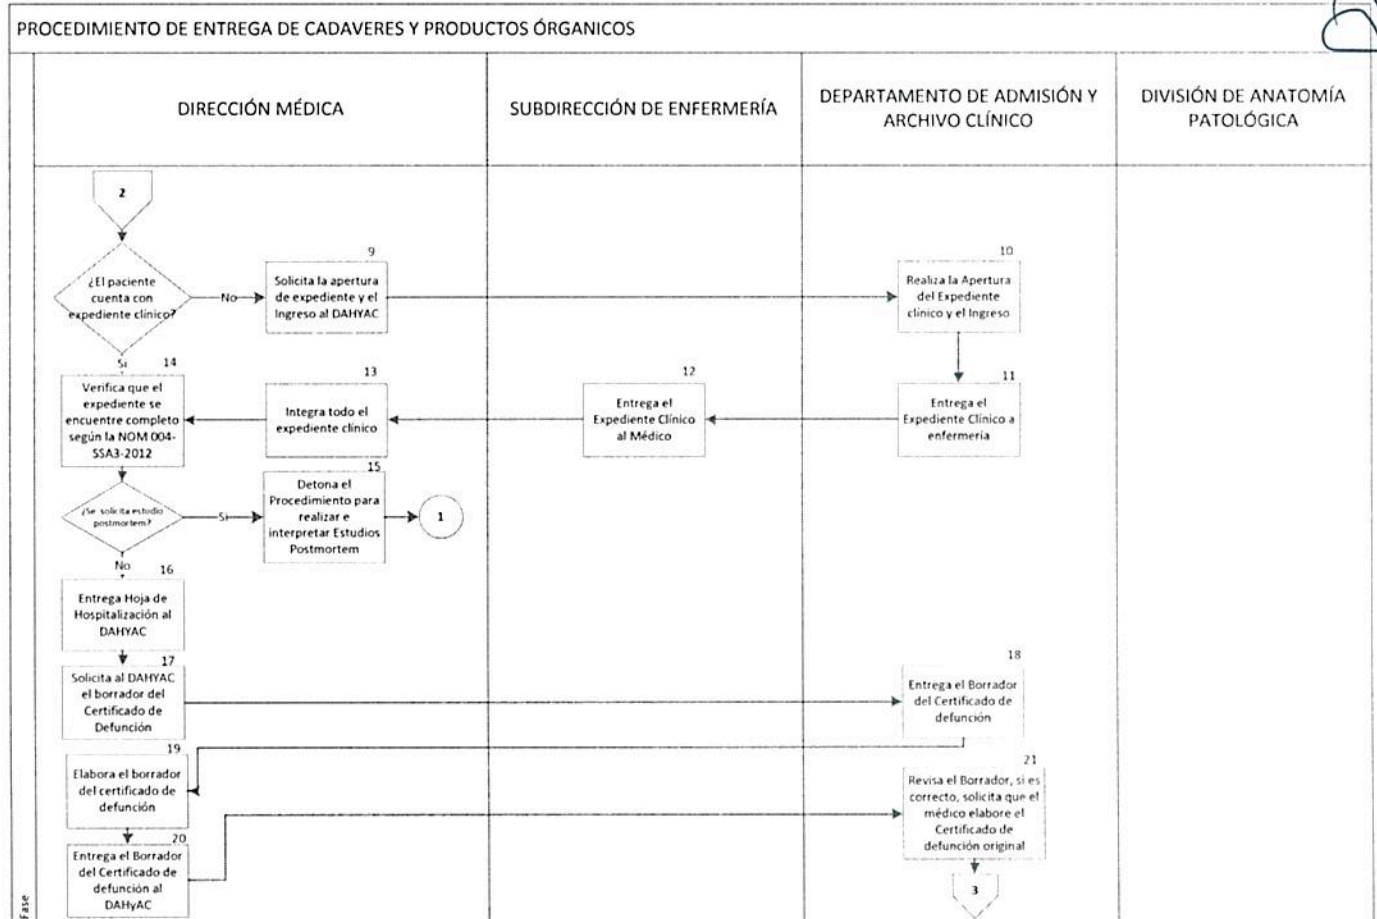 PROCEDIMIENTO DE ENTREGA DE CADAVERES Y PRODUCTOS ÓRGANICOS
DIRECCIÓN MÉDICA
SUBDIRECCIÓN DE ENFERMERÍA
DEPARTAMENTO DE ADMISIÓN Y
ARCHIVO CLÍNICO
DIVISIÓN DE ANATOMÍA
PATOLÓGICA
2
¿El paciente
cuenta con
expediente clínico?
No
9
Solicita la apertura
de expediente y el
Ingreso al DAHYAC
10
Realiza la Apertura
del Expediente
clínico y el Ingreso
Si
14
Verifica que el
expediente se
encuentre completo
según la NOM 004-
SSA3-2012
13
Integra todo el
expediente clínico
12
Entrega el
Expediente Clínico
al Médico
11
Entrega el
Expediente Clínico a
enfermería
¿Se solicita estudio
postmortem?
Si
15
Detona el
Procedimiento para
realizar e
interpretar Estudios
Postmortem
1
No
16
Entrega Hoja de
Hospitalización al
DAHYAC
17
Solicita al DAHYAC
el borrador del
Certificado de
Defunción
18
Entrega el Borrador
del Certificado de
defunción
19
Elabora el borrador
del certificado de
defunción
21
Revisa el Borrador, si es
correcto, solicita que el
médico elabore el
Certificado de
defunción original
20
Entrega el Borrador
del Certificado de
defunción al
DAHyAC
3
Fase